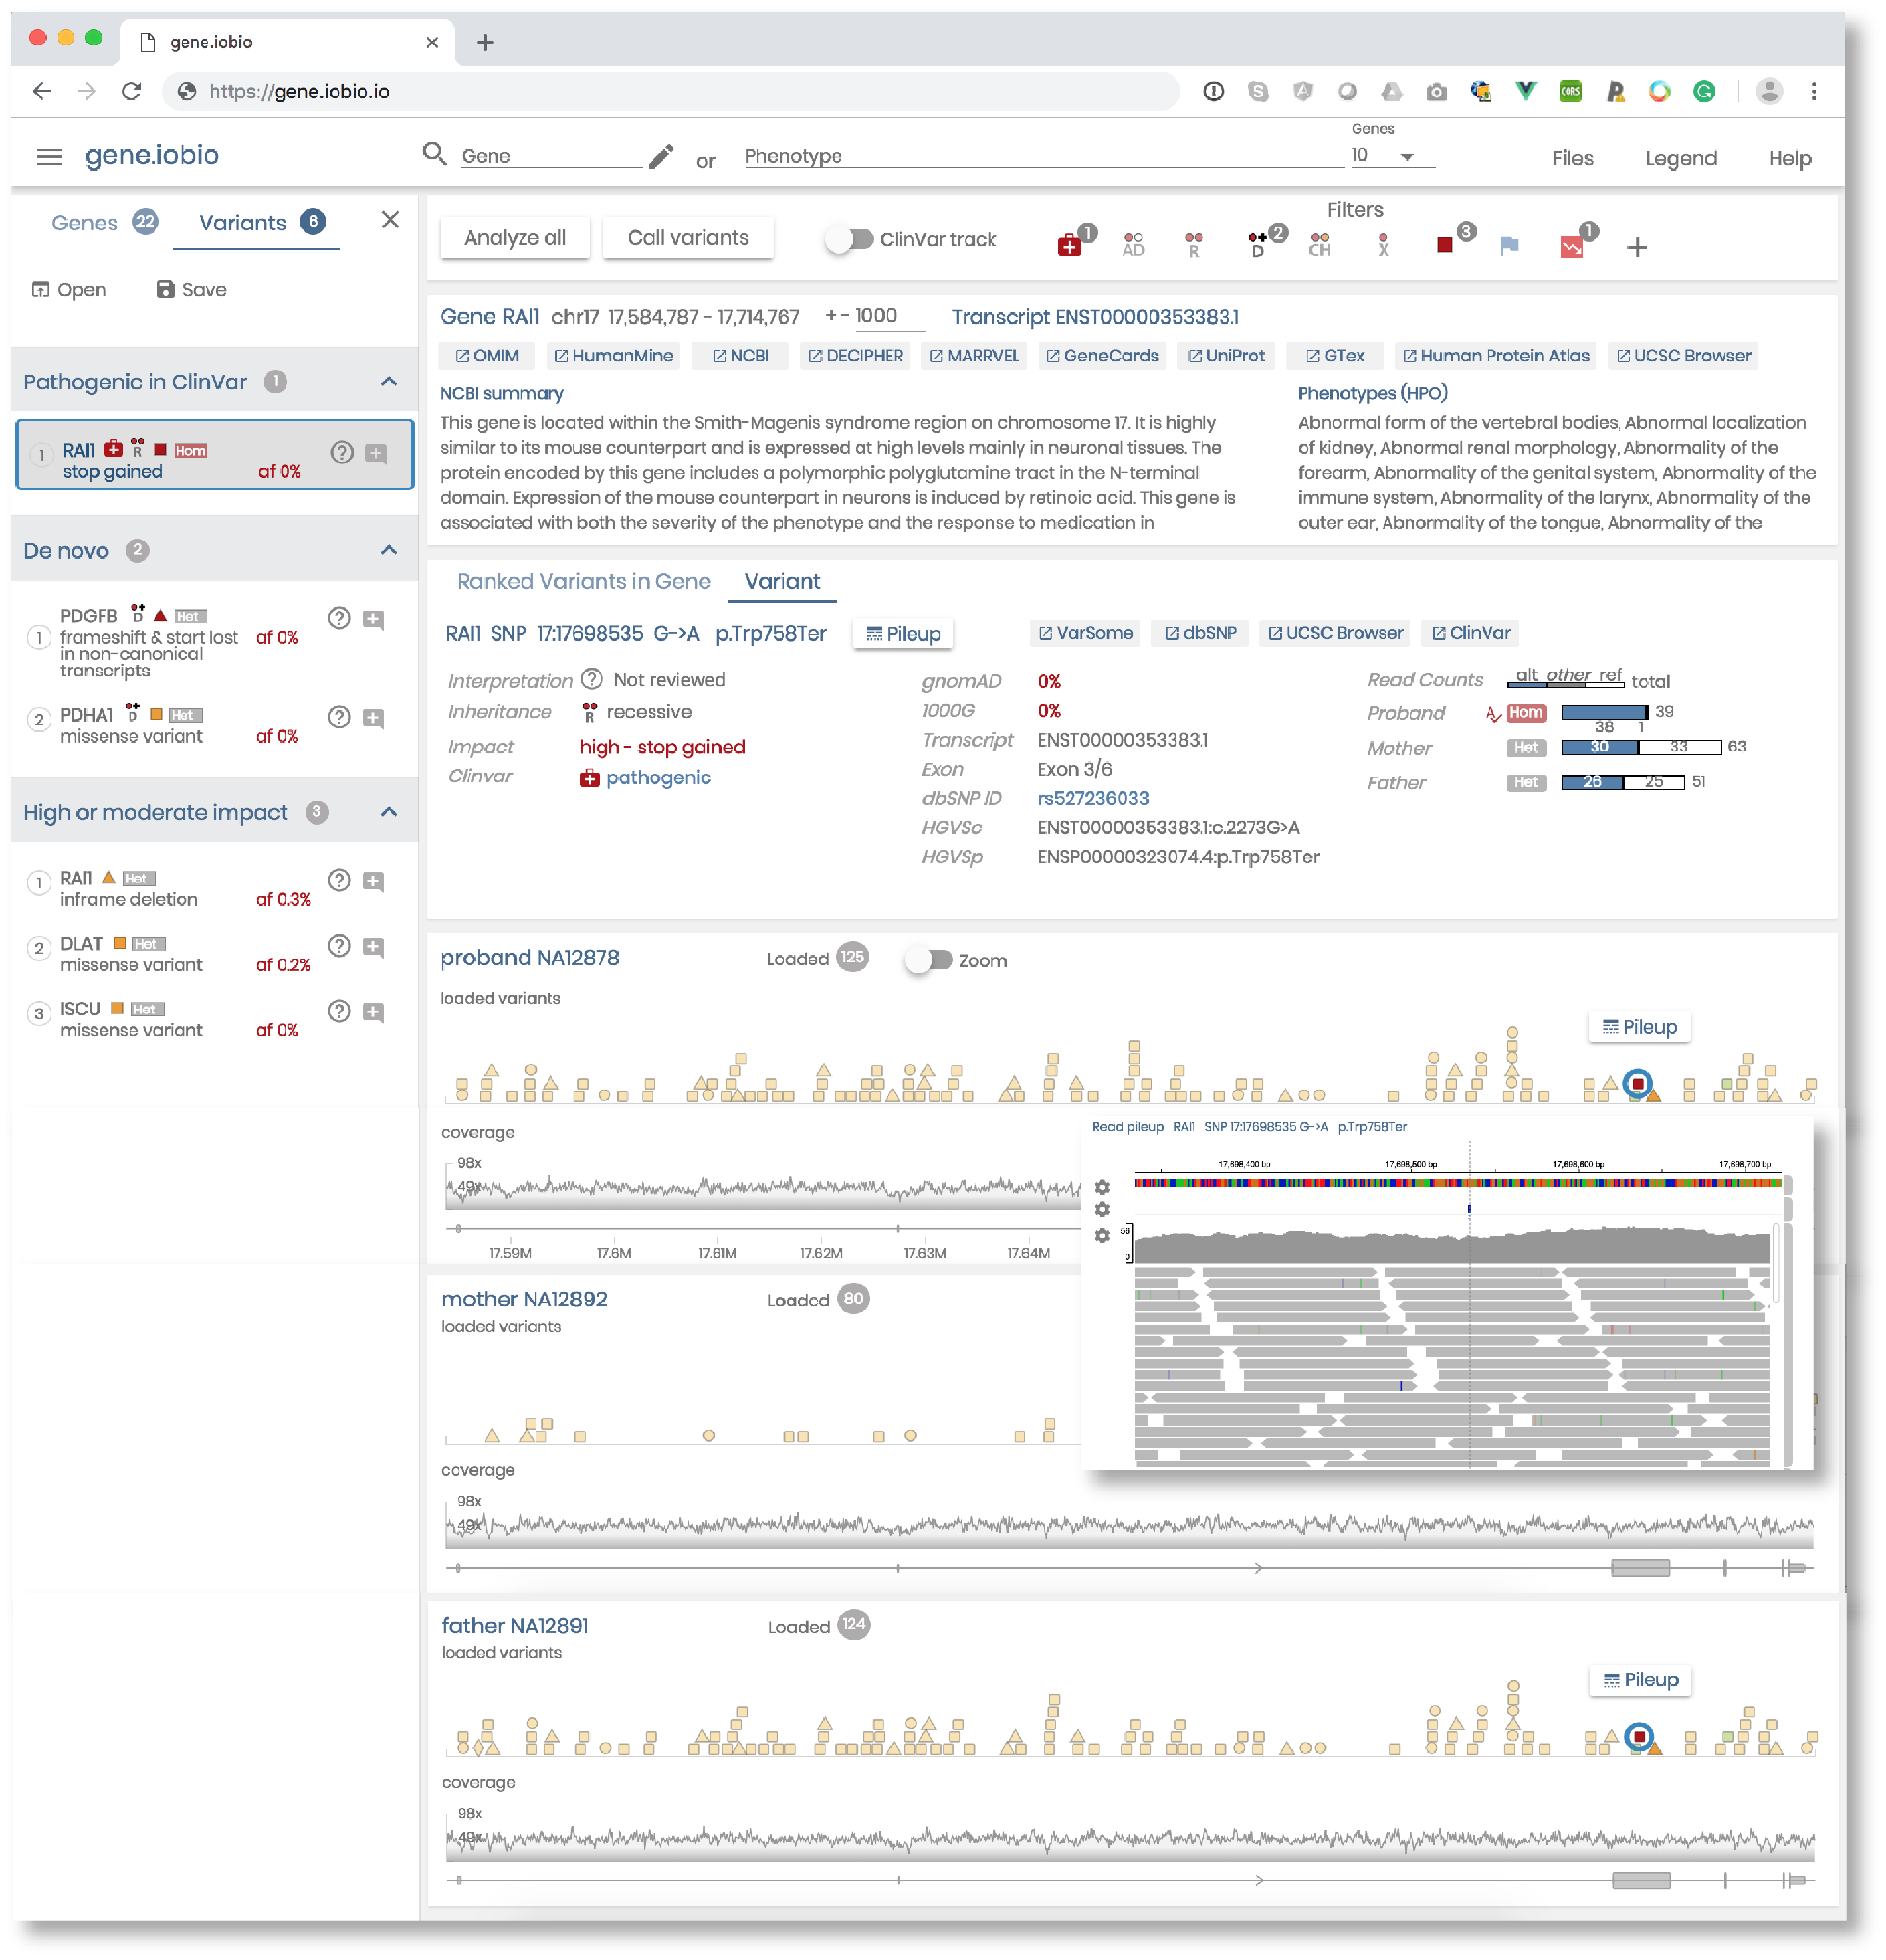 gene.iobio
https://gene.iobio.io
CORS
gene.iobio
Gene
or
Phenotype
Genes
10
Files
Legend
Help
Genes 22
Variants 6
Open
Save
Pathogenic in ClinVar 1
1 RAI1 R Hom
stop gained af 0%
De novo 2
PDGFB D Het
1 frameshift & start lost af 0%
in non-canonical
transcripts
2 PDHA1 D Het
missense variant af 0%
High or moderate impact 3
1 RAI1 Het
inframe deletion af 0.3%
2 DLAT Het
missense variant af 0.2%
3 ISCU Het
missense variant af 0%
Analyze all
Call variants
ClinVar track
Filters
1 AD R D 2 CH X 3 1
Gene RAI1 chr17 17,584,787 - 17,714,767 + - 1000 Transcript ENST00000353383.1
OMIM HumanMine NCBI DECIPHER MARRVEL GeneCards UniProt GTex Human Protein Atlas UCSC Browser
NCBI summary
This gene is located within the Smith-Magenis syndrome region on chromosome 17. It is highly
similar to its mouse counterpart and is expressed at high levels mainly in neuronal tissues. The
protein encoded by this gene includes a polymorphic polyglutamine tract in the N-terminal
domain. Expression of the mouse counterpart in neurons is induced by retinoic acid. This gene is
associated with both the severity of the phenotype and the response to medication in
Phenotypes (HPO)
Abnormal form of the vertebral bodies, Abnormal localization
of kidney, Abnormal renal morphology, Abnormality of the
forearm, Abnormality of the genital system, Abnormality of the
immune system, Abnormality of the larynx, Abnormality of the
outer ear, Abnormality of the tongue, Abnormality of the
Ranked Variants in Gene
Variant
RAI1 SNP 17:17698535 G->A p.Trp758Ter
Pileup
VarSome dbSNP UCSC Browser ClinVar
Interpretation Not reviewed
Inheritance R recessive
Impact high - stop gained
Clinvar pathogenic
gnomAD 0%
1000G 0%
Transcript ENST00000353383.1
Exon Exon 3/6
dbSNP ID rs527236033
HGVSc ENST00000353383.1:c.2273G>A
HGVSp ENSP00000323074.4:p.Trp758Ter
Read Counts alt other ref total
Proband Hom 39
38 1
Mother Het 30 33 63
Father Het 26 25 51
proband NA12878
Loaded 125
Zoom
loaded variants
Pileup
coverage
98x
49x
17.59M 17.6M 17.61M 17.62M 17.63M 17.64M
Read pileup RAI1 SNP 17:17698535 G->A p.Trp758Ter
17,698,400 bp 17,698,500 bp 17,698,600 bp 17,698,700 bp
56
0
mother NA12892
Loaded 80
loaded variants
coverage
98x
49x
father NA12891
Loaded 124
loaded variants
Pileup
coverage
98x
49x